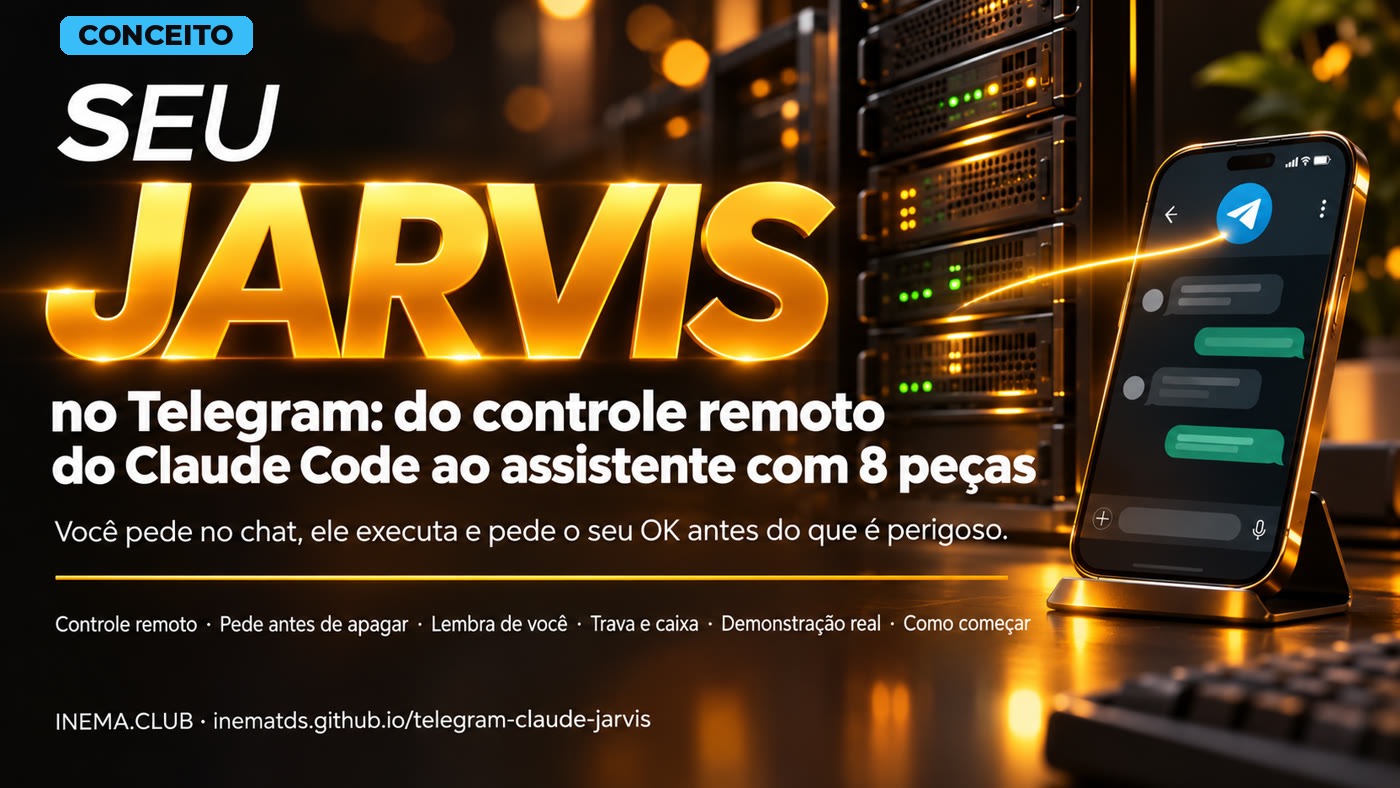 CONCEITO
SEU
JARVIS
no Telegram: do controle remoto
do Claude Code ao assistente com 8 peças
Você pede no chat, ele executa e pede o seu OK antes do que é perigoso.
Controle remoto · Pede antes de apagar · Lembra de você · Trava e caixa · Demonstração real · Como começar
INEMA.CLUB · inematds.github.io/telegram-claude-jarvis